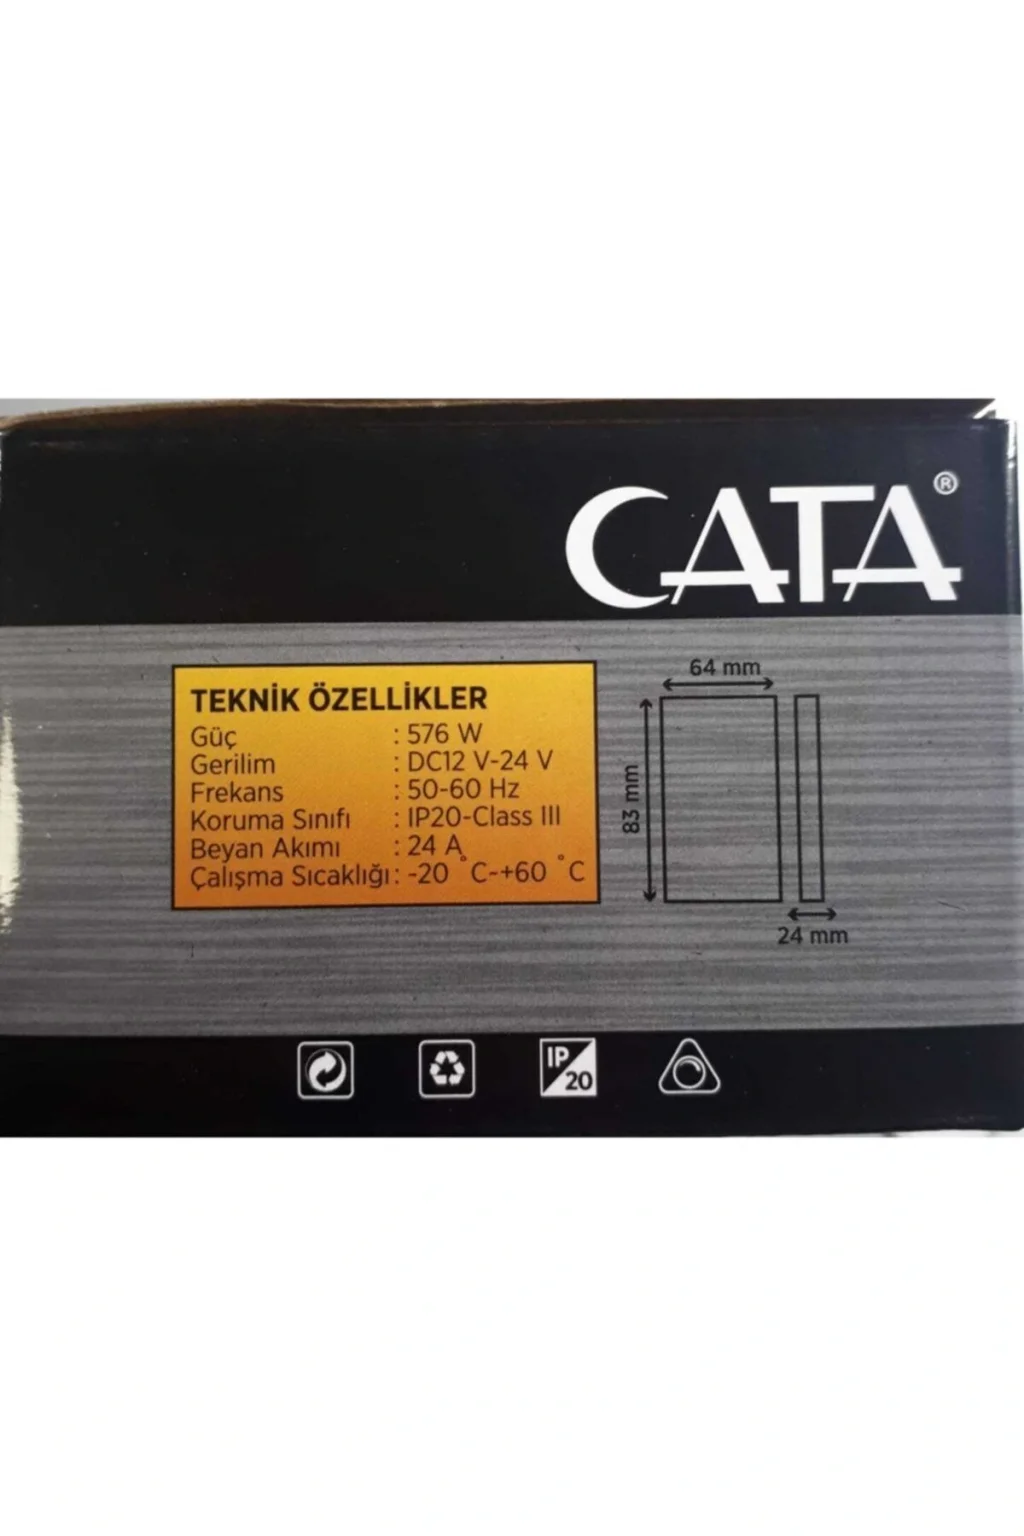 CATA®
TEKNİK ÖZELLİKLER
Güç : 576 W
Gerilim : DC12 V-24 V
Frekans : 50-60 Hz
Koruma Sınıfı : IP20-Class III
Beyan Akımı : 24 A
Çalışma Sıcaklığı : -20 °C-+60 °C
64 mm
83 mm
24 mm
IP
20